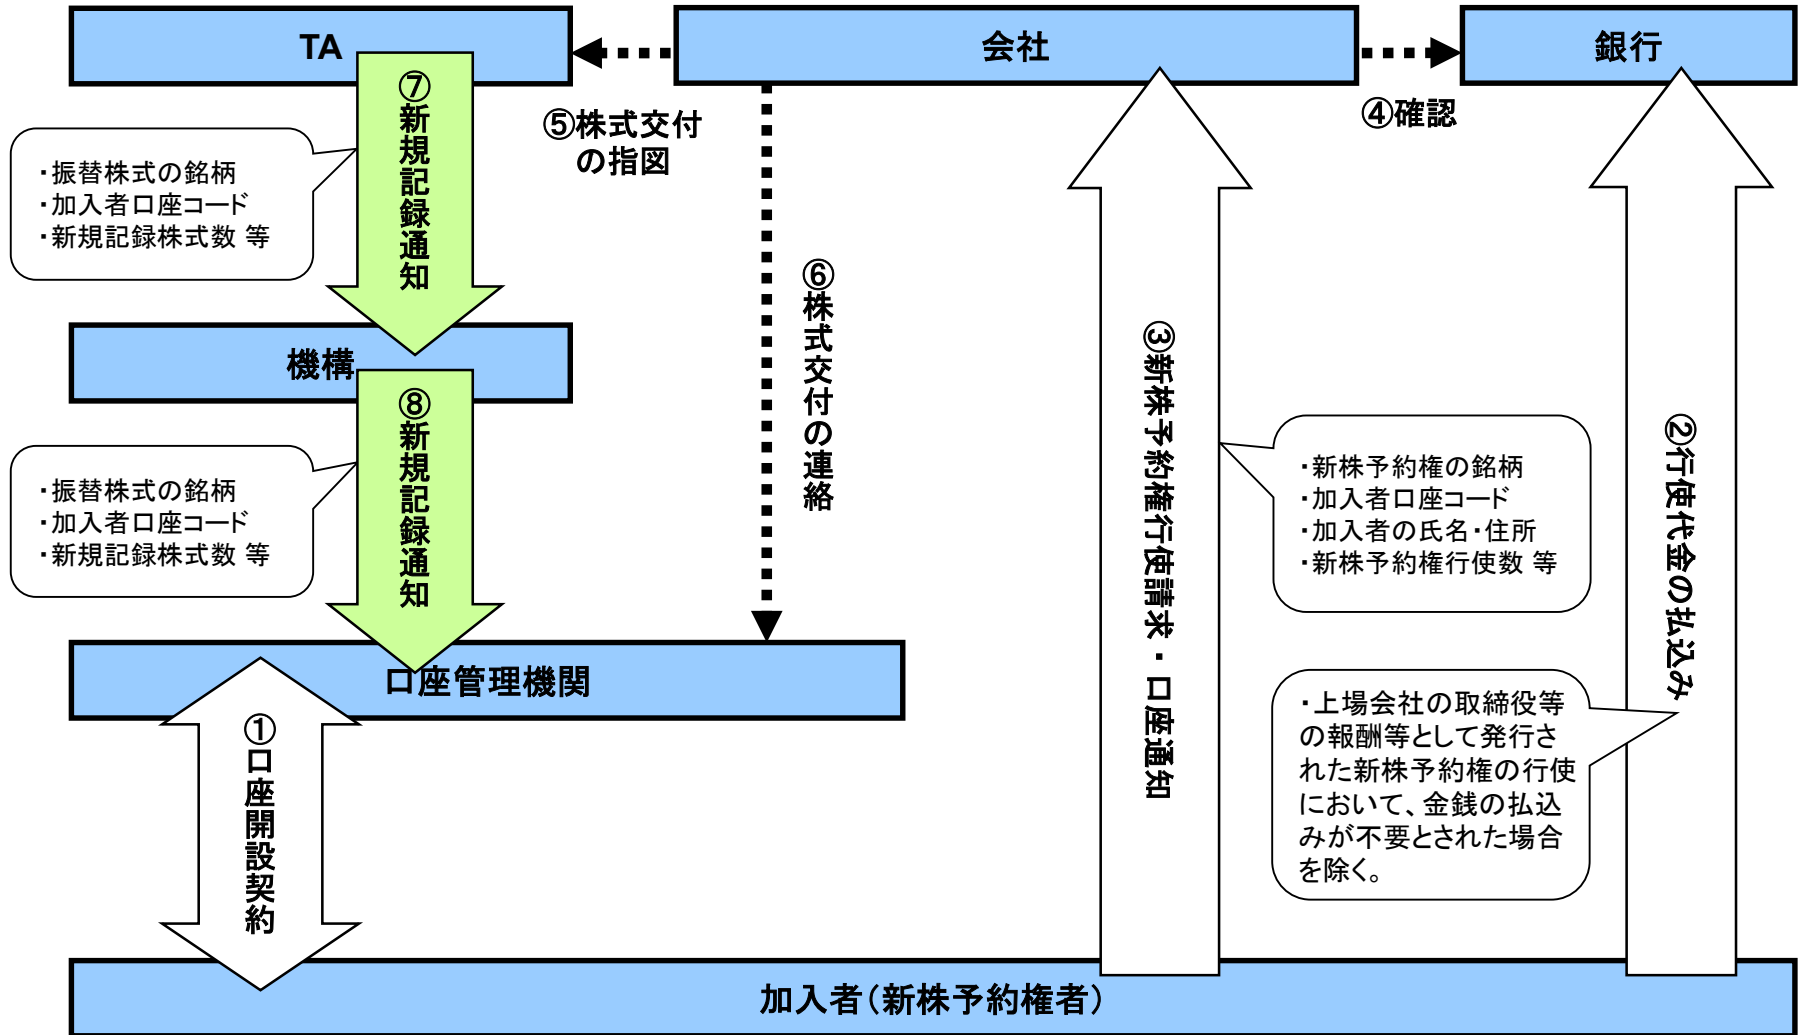 TA
会社
銀行
⑦新規記録通知
⑤株式交付
の指図
④確認
・振替株式の銘柄
・加入者口座コード
・新規記録株式数 等
⑥株式交付の連絡
機構
⑧新規記録通知
・振替株式の銘柄
・加入者口座コード
・新規記録株式数 等
③新株予約権行使請求・口座通知
・新株予約権の銘柄
・加入者口座コード
・加入者の氏名・住所
・新株予約権行使数 等
②行使代金の払込み
・上場会社の取締役等
の報酬等として発行さ
れた新株予約権の行使
において、金銭の払込
みが不要とされた場合
を除く。
口座管理機関
①口座開設契約
加入者（新株予約権者）